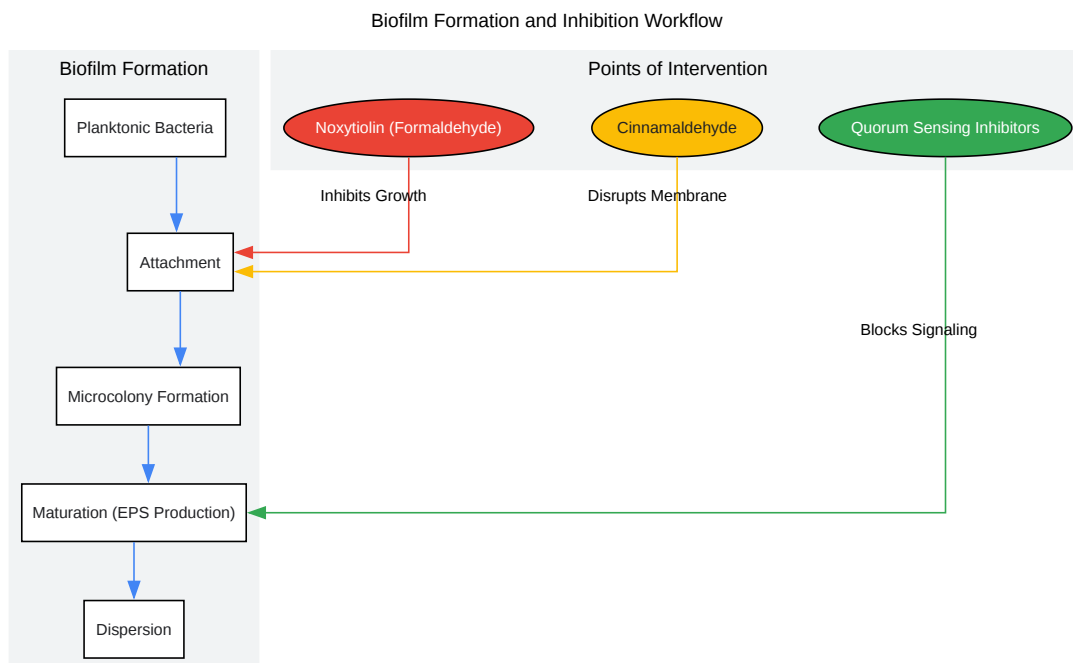 Biofilm Formation and Inhibition Workflow
Biofilm Formation
Points of Intervention
Planktonic Bacteria
Noxytiolin (Formaldehyde)
Cinnamaldehyde
Quorum Sensing Inhibitors
Inhibits Growth
Disrupts Membrane
Attachment
Blocks Signaling
Microcolony Formation
Maturation (EPS Production)
Dispersion